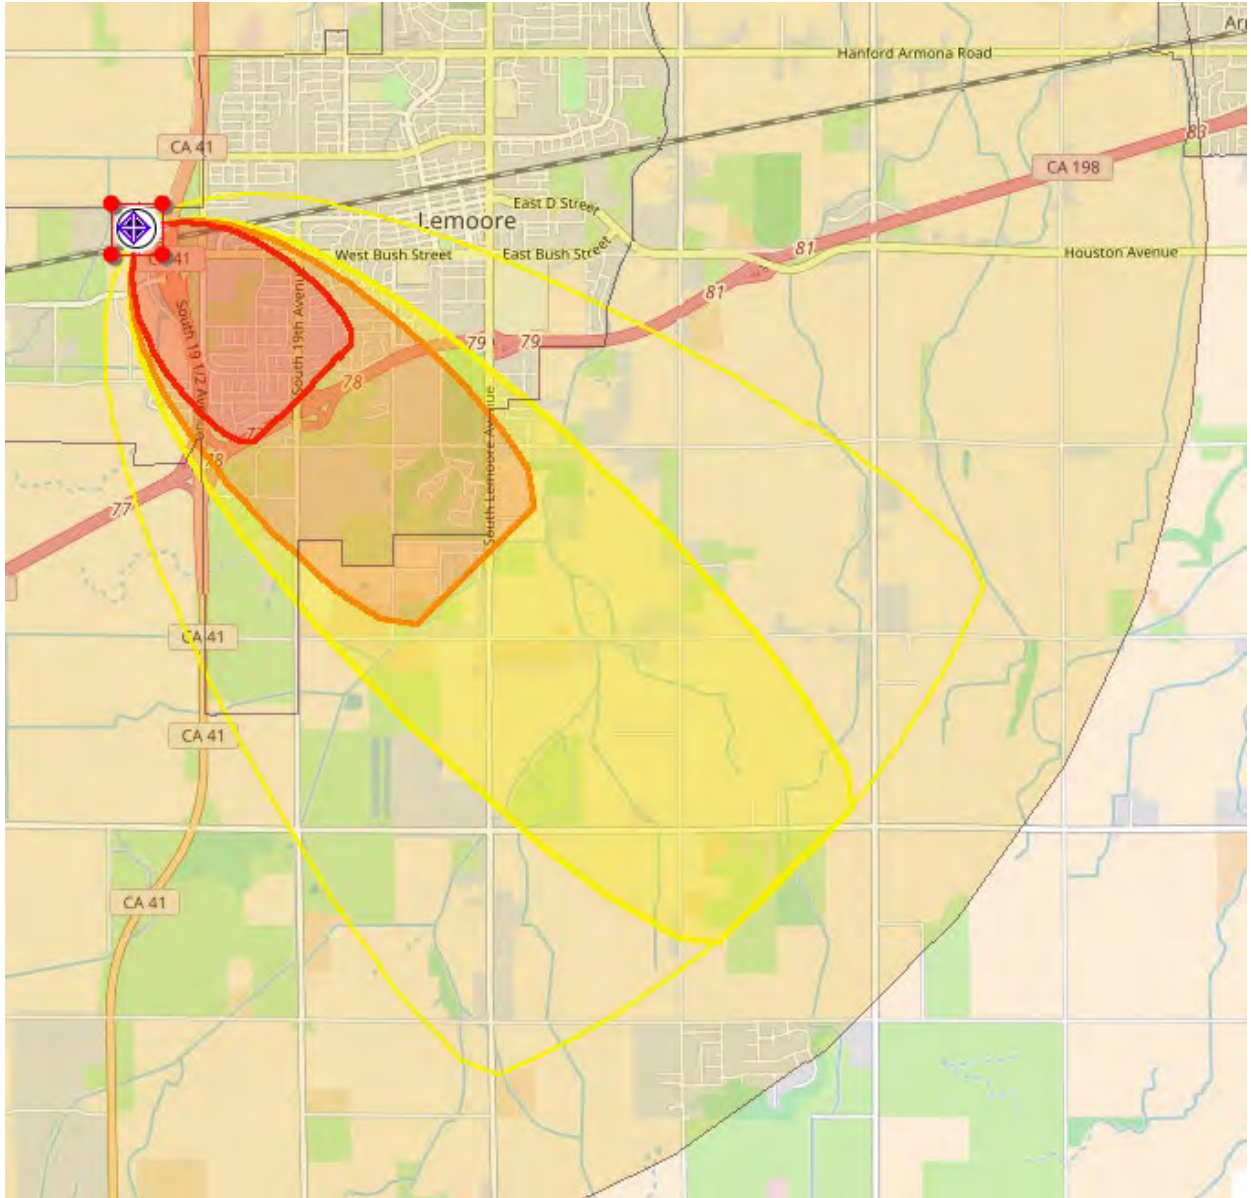 Hanford Armona Road
CA 41
83
CA 198
East D Street
Lemoore
West Bush Street
East Bush Street
81
Houston Avenue
41
81
South 19th Avenue
South 19 1/2 Av
79
79
78
South Lemoore Avenue
77
48
77
CA 41
CA 41
CA 41